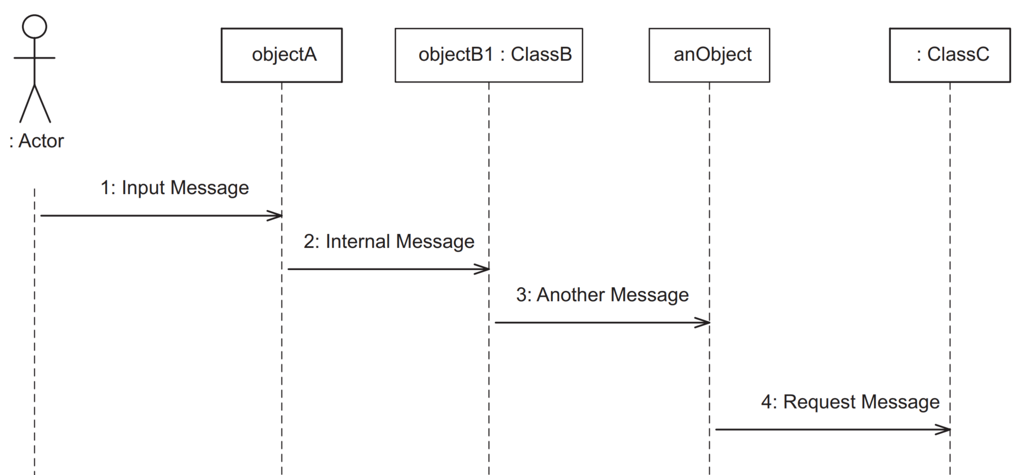 objectA
objectB1 : ClassB
anObject
: ClassC
: Actor
1: Input Message
2: Internal Message
3: Another Message
4: Request Message